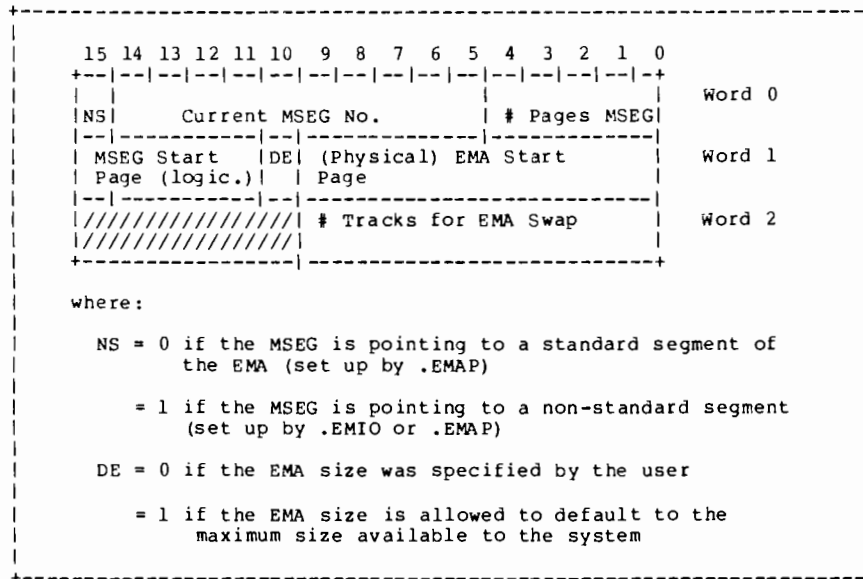 15 14 13 12 11 10 9 8 7 6 5 4 3 2 1 0
Word 0
NS Current MSEG No. # Pages MSEG
MSEG Start DE (Physical) EMA Start Word 1
Page (logic.) Page
# Tracks for EMA Swap Word 2
where:
NS = 0 if the MSEG is pointing to a standard segment of
the EMA (set up by .EMAP)
= 1 if the MSEG is pointing to a non-standard segment
(set up by .EMIO or .EMAP)
DE = 0 if the EMA size was specified by the user
= 1 if the EMA size is allowed to default to the
maximum size available to the system